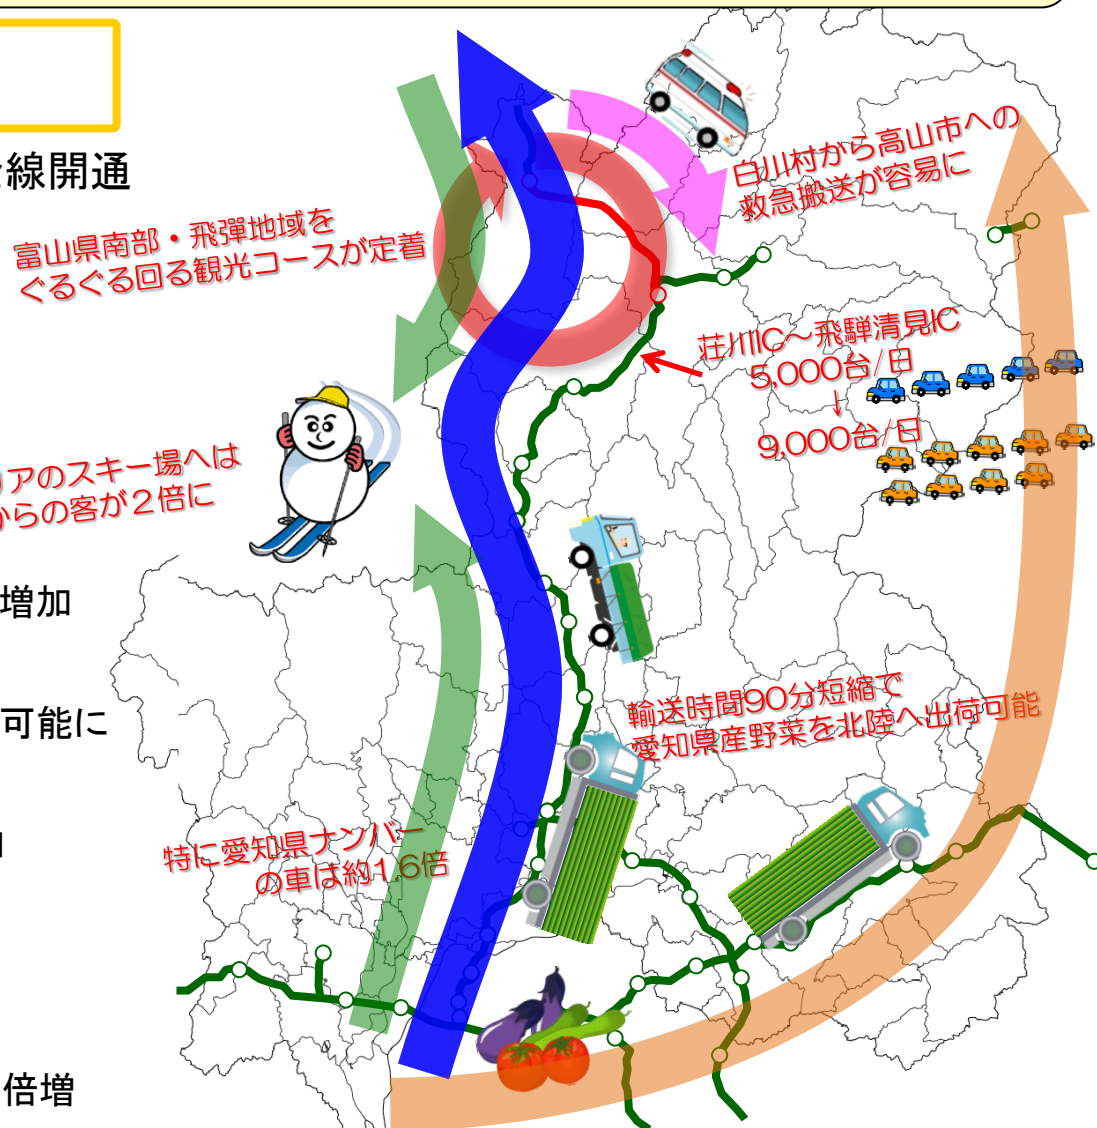 線開通
白川村から高山市への
救急搬送が容易に
富山県南部・飛彈地域を
ぐるぐる回る観光コースが定着
荘川IC～飛騨清見IC
5,000台/日
↓
9,000台/日
リアのスキー場へは
からの客が２倍に
増加
可能に
輸送時間90分短縮で
愛知県産野菜を北陸へ出荷可能
特に愛知県ナンバー
の車は約1.6倍
倍増